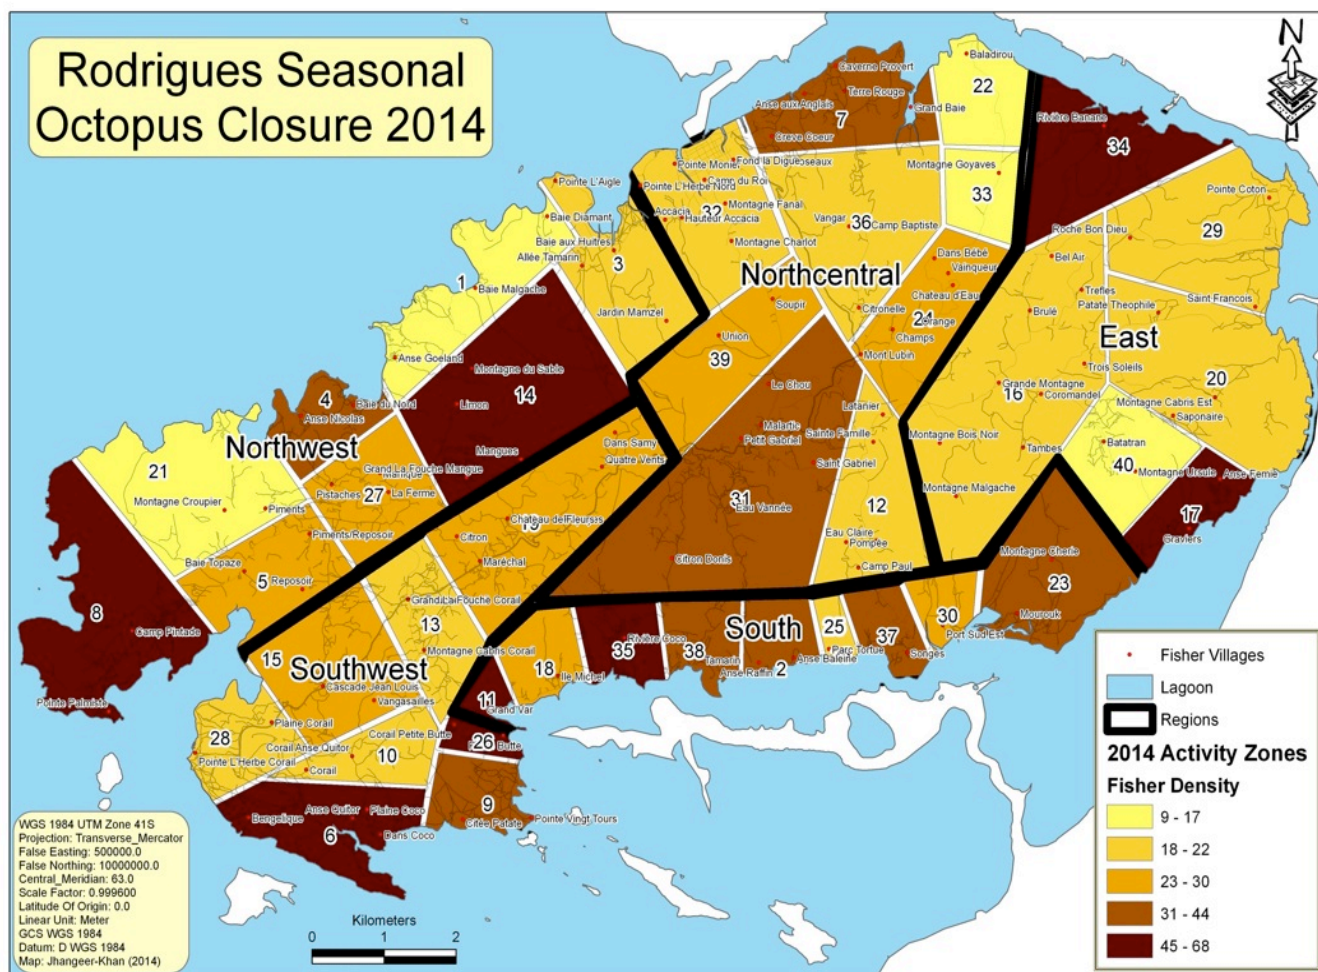 Rodrigues Seasonal
Octopus Closure 2014
N
Caverne Provert
Baladirou
22
Anse aux Anglais
Terre Rouge
Grand Baie
7
Creve Coeur
Rivière Banane
34
Pointe Monier
Fond la Digue
Montagne Goyaves
33
Pointe L'Aigle
Pointe L'Herbe Nord
Camp du Roi
Pointe Coton
Baie Diamant
Accacia
32
Montagne Fanal
Hauteur Accacia
Vangar
36
Camp Baptiste
Roche Bon Dieu
29
Baie aux Huîtres
Montagne Charlot
Allée Tamarin
3
Dans Bébé
Bel Air
1
Baie Malgache
Northcentral
Vainqueur
Chateau d'Eau
Trefles
Soupir
Patate Theophile
Saint Francois
Jardin Mamzel
Citronelle
24
Brulé
Union
Champs
East
39
Mont Lubin
Anse Goeland
Montagne du Sable
Trois Soleils
14
Le Chou
16
Grande Montagne
Coromandel
20
4
Baie du Nord
Limon
Latanier
Montagne Cabris Est
Saponaire
Anse Nicolas
Malartic
Petit Gabriel
Sainte Famille
Montagne Bois Noir
Dans Samy
Northwest
Mangues
Quatre Vents
Saint Gabriel
Tambes
Batatran
40
Montagne Ursule
Anse Femie
21
Grand La Fouche Mangue
Pistaches
27
La Ferme
Montagne Malgache
Montagne Croupier
Piments
31
Eau Vannée
12
17
Graviers
Chateau de Fleurs
Piments/Reposoir
Citron
Eau Claire
Pompée
Citron Donis
Montagne Cherie
Baie Topaze
5
Reposoir
Maréchal
Camp Paul
23
8
13
Mourouk
Camp Pintade
30
Port Sud Est
South
25
Parc Tortue
37
Songes
Rivière Coco
35
38
Tamarin
Anse Raffin
2
Anse Baleine
15
Southwest
Montagne Cabris Corail
18
Ile Michel
Cascade Jean Louis
11
Grand Var
Pointe Palmiste
Vangasailles
Plaine Corail
Corail Petite Butte
26
28
Corail Anse Quitor
10
Pointe L'Herbe Corail
Corail
9
Citée Patate
Pointe Vingt Tours
Bengelique
Anse Quitor
Plaine Coco
6
Dans Coco
WGS 1984 UTM Zone 41S
Projection: Transverse_Mercator
False Easting: 500000.0
False Northing: 10000000.0
Central_Meridian: 63.0
Scale Factor: 0.999600
Latitude Of Origin: 0.0
Linear Unit: Meter
GCS WGS 1984
Datum: D WGS 1984
Map: Jhangeer-Khan (2014)
Kilometers
0 1 2
Fisher Villages
Lagoon
Regions
2014 Activity Zones
Fisher Density
9 - 17
18 - 22
23 - 30
31 - 44
45 - 68